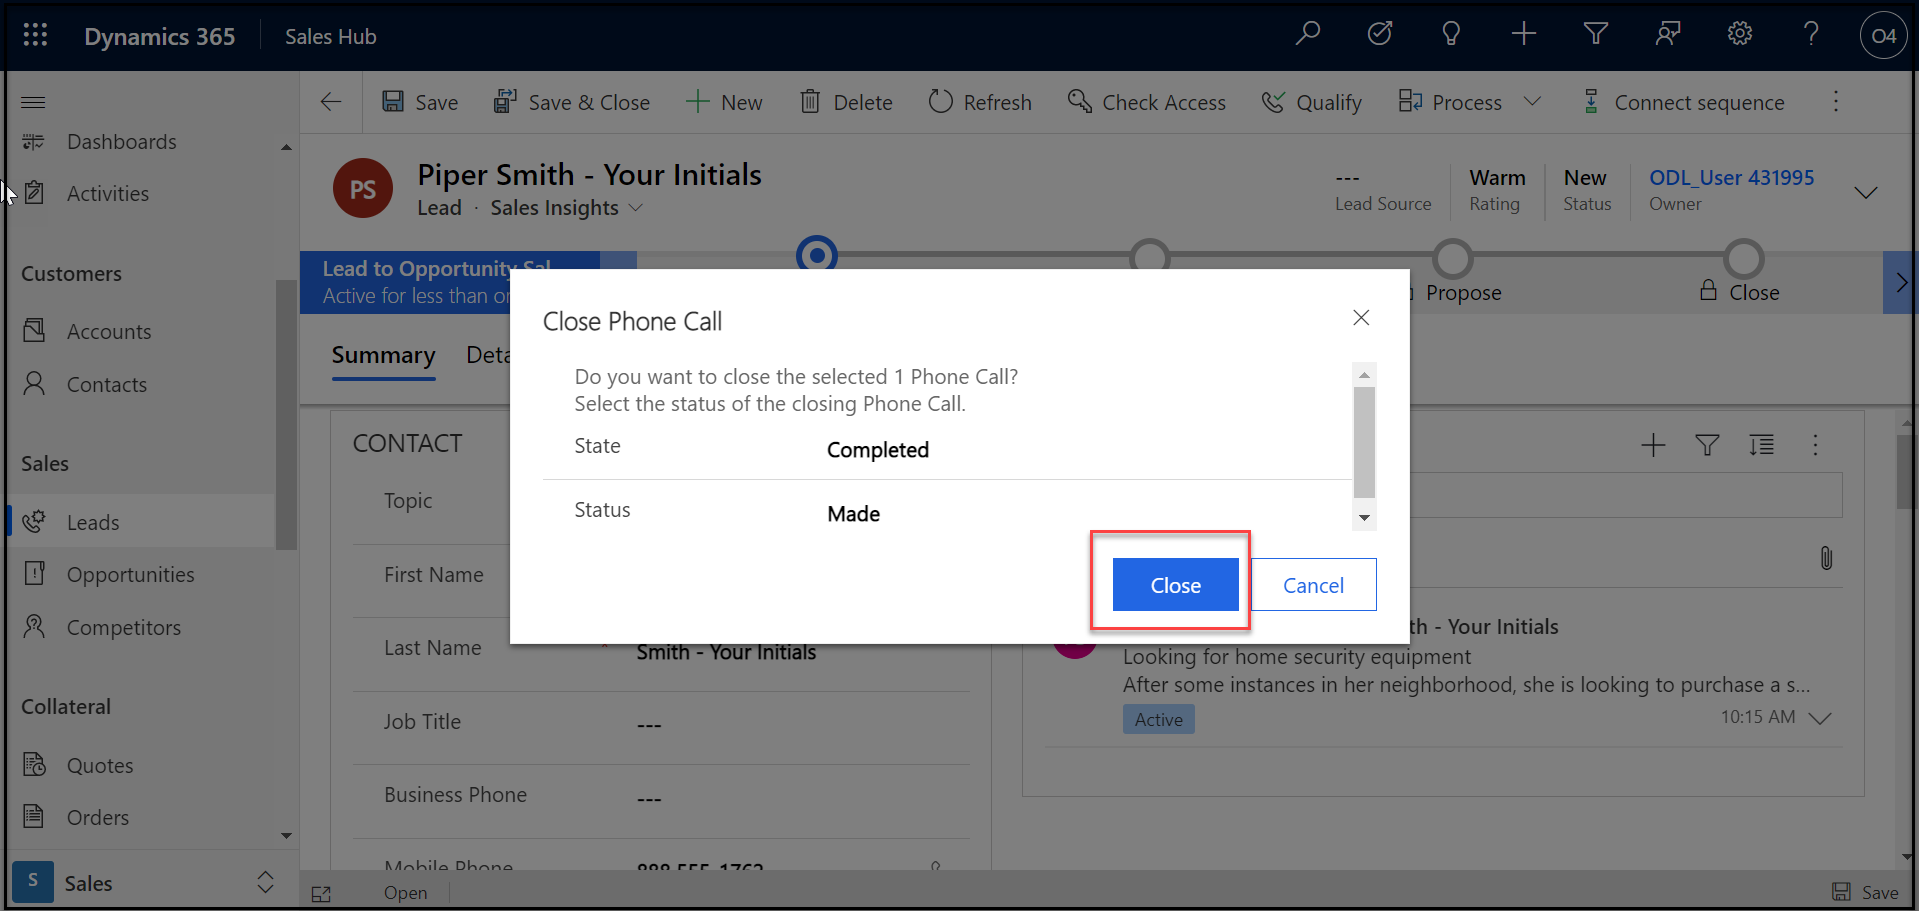 Dynamics 365
Sales Hub
O4
Save
Save & Close
New
Delete
Refresh
Check Access
Qualify
Process
Connect sequence
Dashboards
Activities
Customers
Accounts
Contacts
Sales
Leads
Opportunities
Competitors
Collateral
Quotes
Orders
S
Sales
PS
Piper Smith - Your Initials
Lead · Sales Insights
---
Lead Source
Warm
Rating
New
Status
ODL_User 431995
Owner
Lead to Opportunity Sal
Active for less than
Propose
Close
Summary
Close Phone Call
Do you want to close the selected 1 Phone Call?
Select the status of the closing Phone Call.
State
Completed
Status
Made
Close
Cancel
CONTACT
Topic
First Name
Last Name
*
Smith - Your Initials
Job Title
---
Business Phone
---
Mobile Phone
888-555-1762
th - Your Initials
Looking for home security equipment
After some instances in her neighborhood, she is looking to purchase a s...
Active
10:15 AM
Open
Save